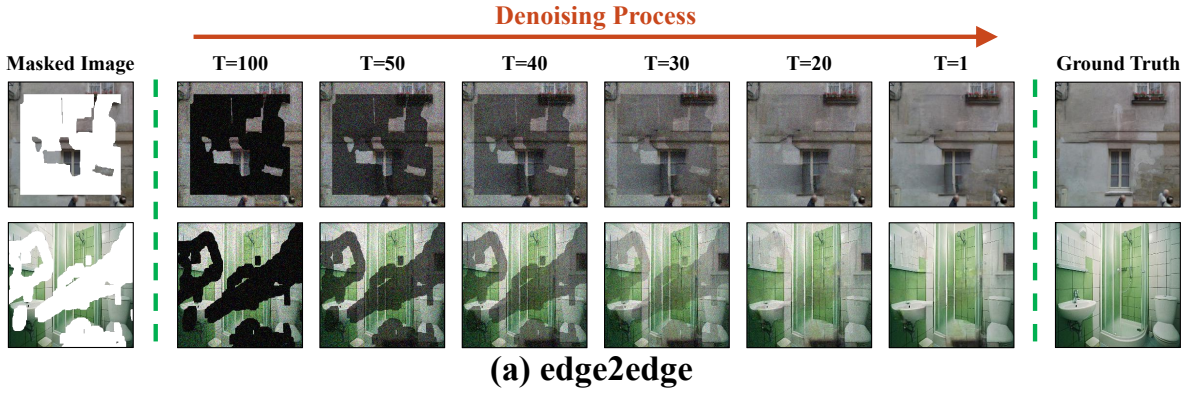 Denoising Process
Masked Image T=100 T=50 T=40 T=30 T=20 T=1 Ground Truth
(a) edge2edge